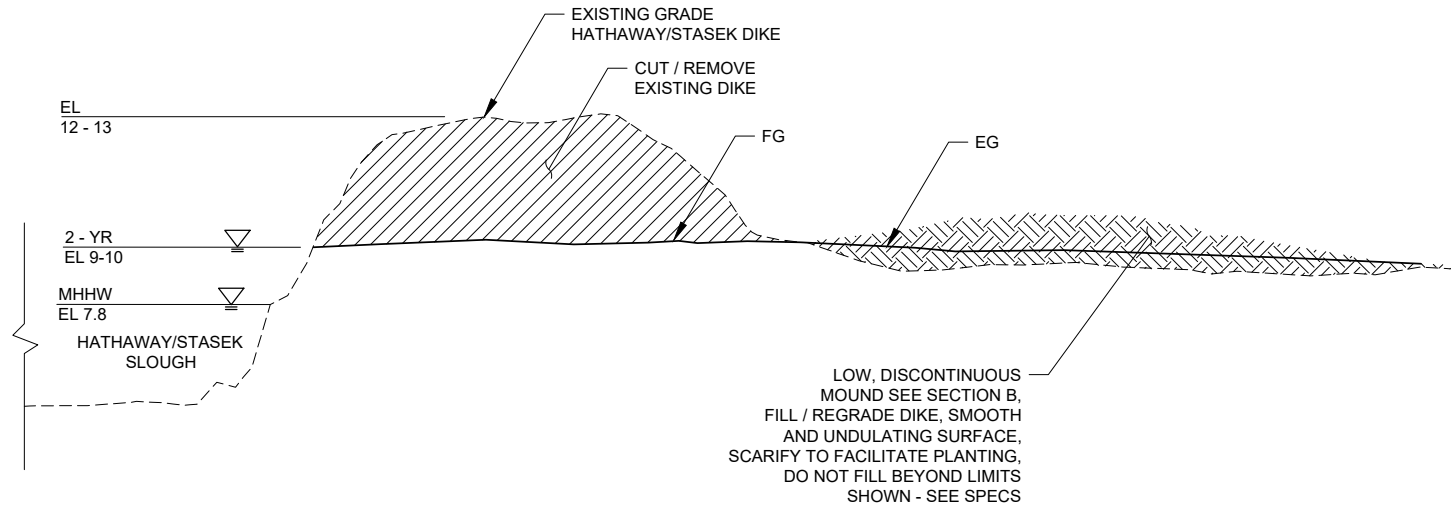 EXISTING GRADE
HATHAWAY/STASEK DIKE
CUT / REMOVE
EXISTING DIKE
EL
12 - 13
FG
EG
2 - YR
EL 9-10
MHHW
EL 7.8
HATHAWAY/STASEK
SLOUGH
LOW, DISCONTINUOUS
MOUND SEE SECTION B,
FILL / REGRADE DIKE, SMOOTH
AND UNDULATING SURFACE,
SCARIFY TO FACILITATE PLANTING,
DO NOT FILL BEYOND LIMITS
SHOWN - SEE SPECS